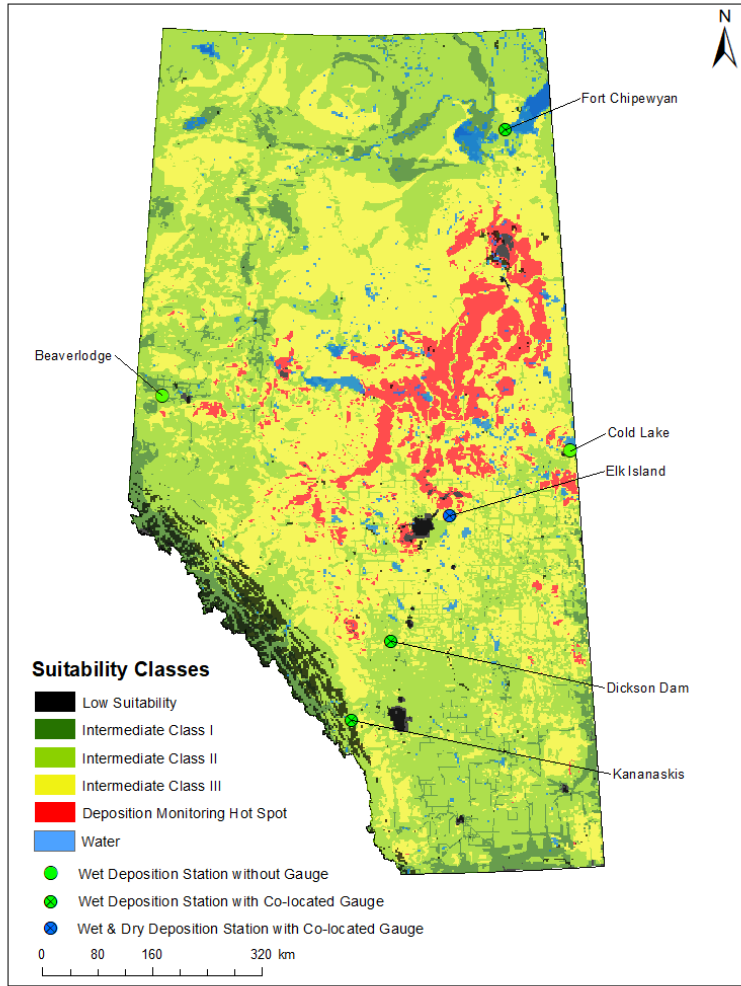 N
Fort Chipewyan
Beaverlodge
Cold Lake
Elk Island
Dickson Dam
Kananaskis
Suitability Classes
Low Suitability
Intermediate Class I
Intermediate Class II
Intermediate Class III
Deposition Monitoring Hot Spot
Water
Wet Deposition Station without Gauge
Wet Deposition Station with Co-located Gauge
Wet & Dry Deposition Station with Co-located Gauge
0 80 160 320 km